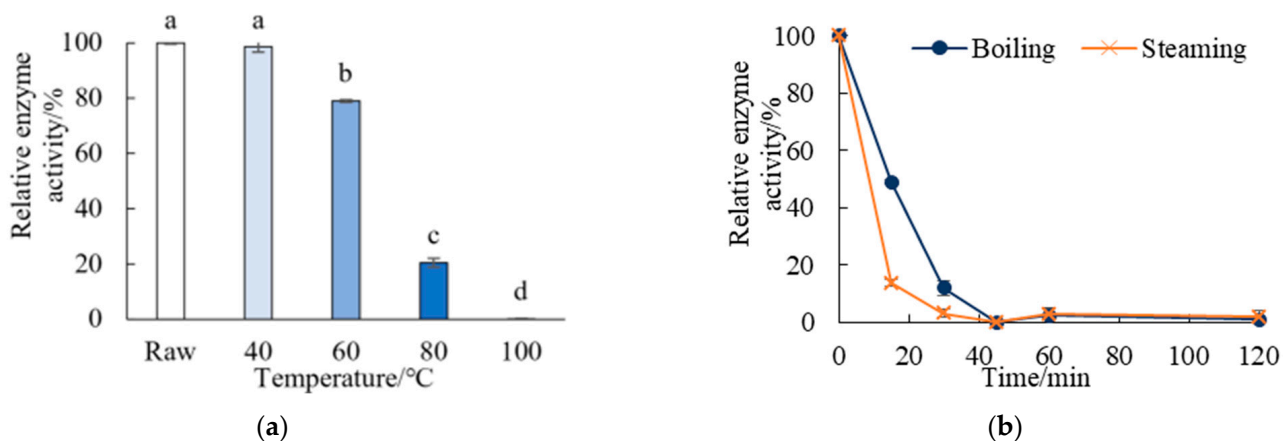 Relative enzyme
activity/%
100
80
60
40
20
0
a
a
b
c
d
Raw
40
60
80
100
Temperature/°C
(a)
Relative enzyme
activity/%
100
80
60
40
20
0
Boiling
Steaming
0
20
40
60
80
100
120
Time/min
(b)